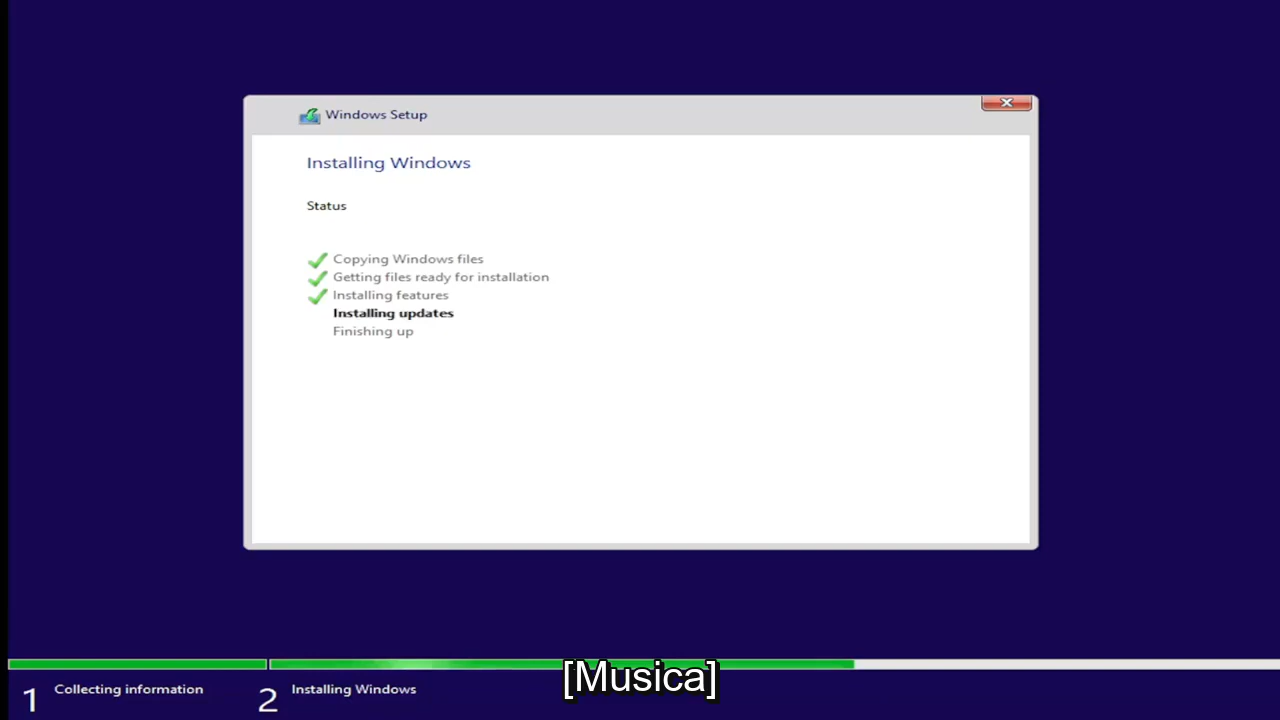 Windows Setup
Installing Windows
Status
Copying Windows files
Getting files ready for installation
Installing features
Installing updates
Finishing up
[Musica]
1 Collecting information
2 Installing Windows